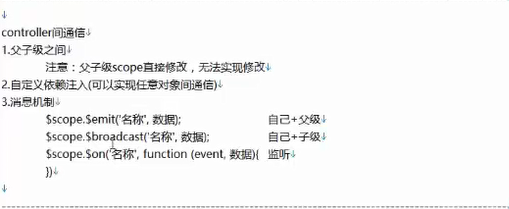 controller间通信
1.父子级之间
注意：父子级scope直接修改，无法实现修改
2.自定义依赖注入(可以实现任意对象间通信)
3.消息机制
$scope.$emit('名称', 数据); 自己+父级
$scope.$broadcast('名称', 数据); 自己+子级
$scope.$on('名称', function (event, 数据){ 监听
})